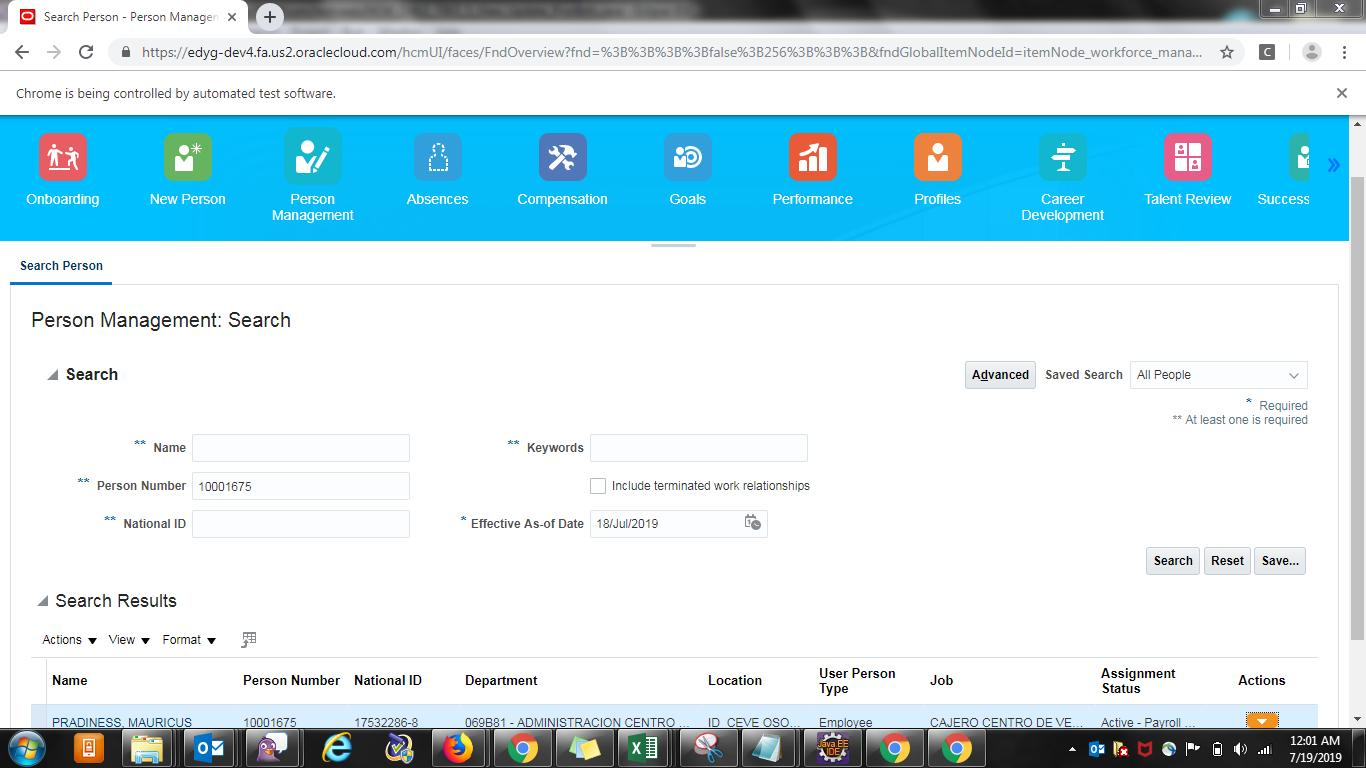 Search Person - Person Managen
https://edyg-dev4.fa.us2.oraclecloud.com/hcmUI/faces/FndOverview?fnd=%3B%3B%3B%3Bfalse%3B256%3B%3B%3B&fndGlobalItemNodeId=itemNode_workforce_mana...
C
Chrome is being controlled by automated test software.
Onboarding
New Person
Person Management
Absences
Compensation
Goals
Performance
Profiles
Career Development
Talent Review
Success
Search Person
Person Management: Search
Search
Advanced Saved Search All People
* Required
** At least one is required
** Name
** Keywords
** Person Number 10001675
Include terminated work relationships
** National ID
* Effective As-of Date 18/Jul/2019
Search Reset Save...
Search Results
Actions View Format
Name Person Number National ID Department Location User Person Type Job Assignment Status Actions
PRADINESS, MAURICUS 10001675 17532286-8 069B81 - ADMINISTRACION CENTRO ... ID_CEVE OSO... Employee CAJERO CENTRO DE VE... Active - Payroll ...
Java EE
IDE
12:01 AM
7/19/2019